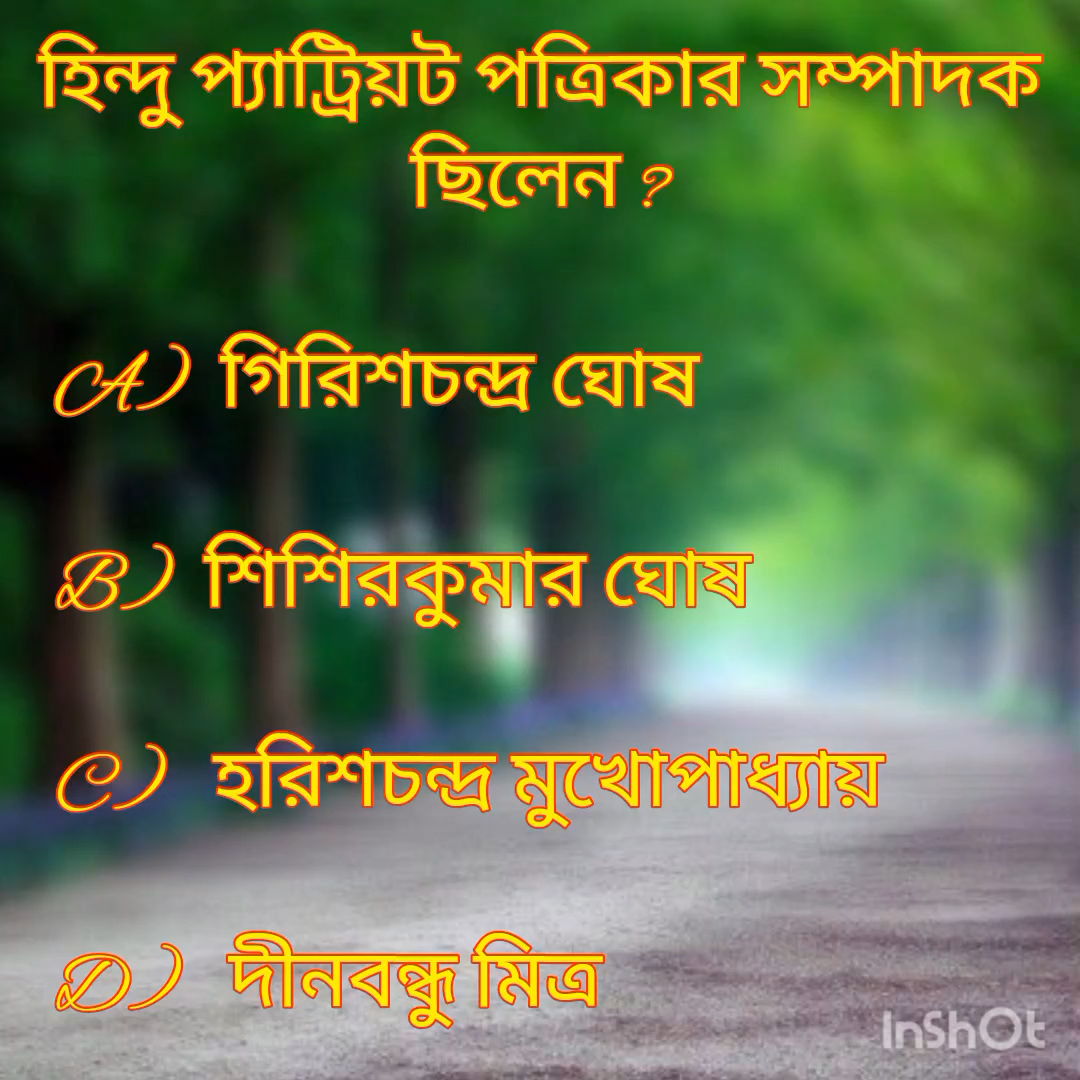 হিন্দু প্যাট্রিয়ট পত্রিকার সম্পাদক
ছিলেন ?
A) গিরিশচন্দ্র ঘোষ
B) শিশিরকুমার ঘোষ
C) হরিশচন্দ্র মুখোপাধ্যায়
D) দীনবন্ধু মিত্র
InShOt